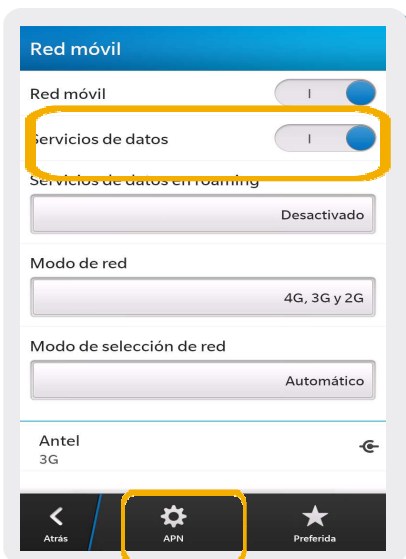 Red móvil
Red móvil
Servicios de datos
Servicios de datos en roaming
Desactivado
Modo de red
4G, 3G y 2G
Modo de selección de red
Automático
Antel
3G
Atrás APN Preferida